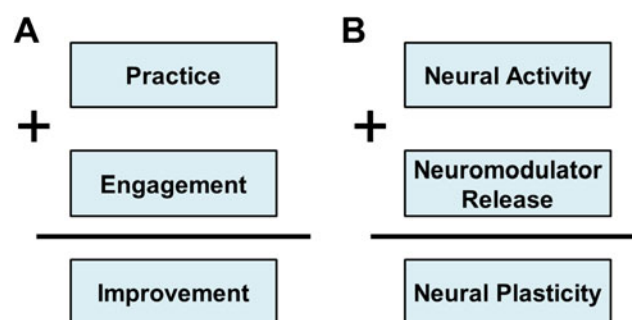 A
Practice
+
Engagement
Improvement
B
Neural Activity
+
Neuromodulator
Release
Neural Plasticity